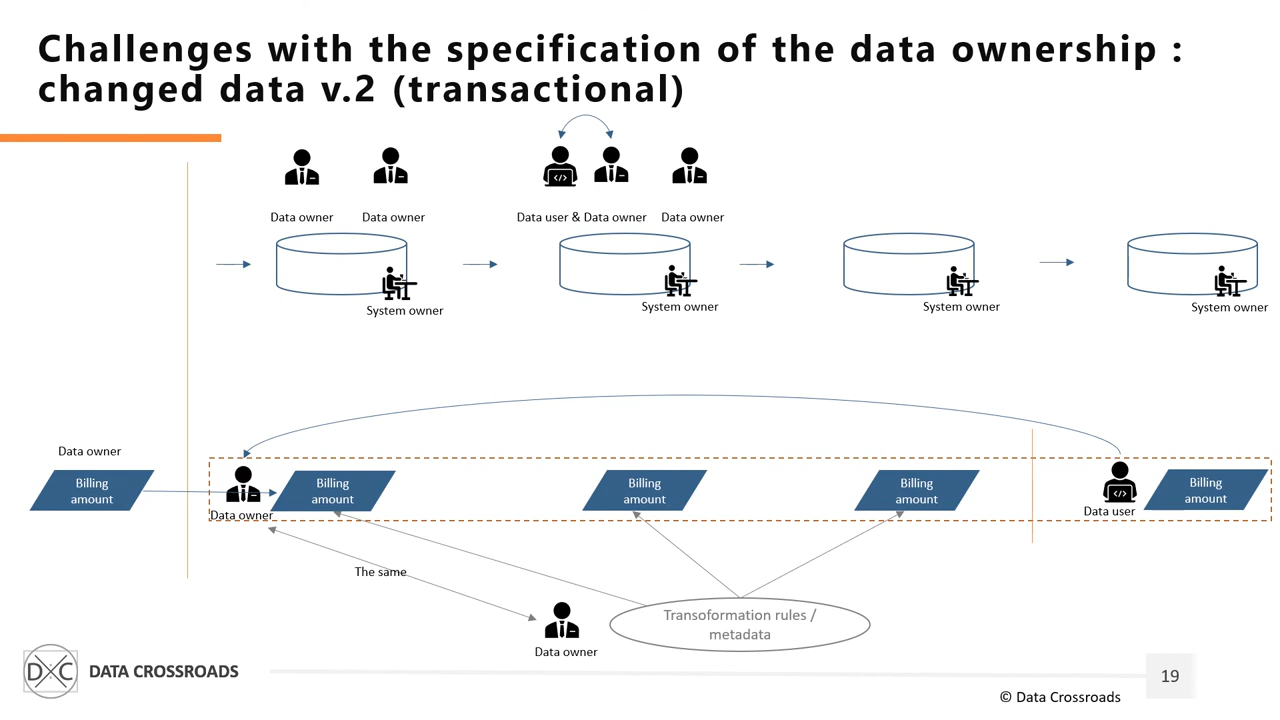 Challenges with the specification of the data ownership :
changed data v.2 (transactional)
Data owner
Data owner
Data user & Data owner
Data owner
System owner
System owner
System owner
System owner
Data owner
Billing
amount
Data owner
Billing
amount
Billing
amount
Billing
amount
Data user
Billing
amount
The same
Data owner
Transoformation rules /
metadata
DXC
DATA CROSSROADS
19
© Data Crossroads